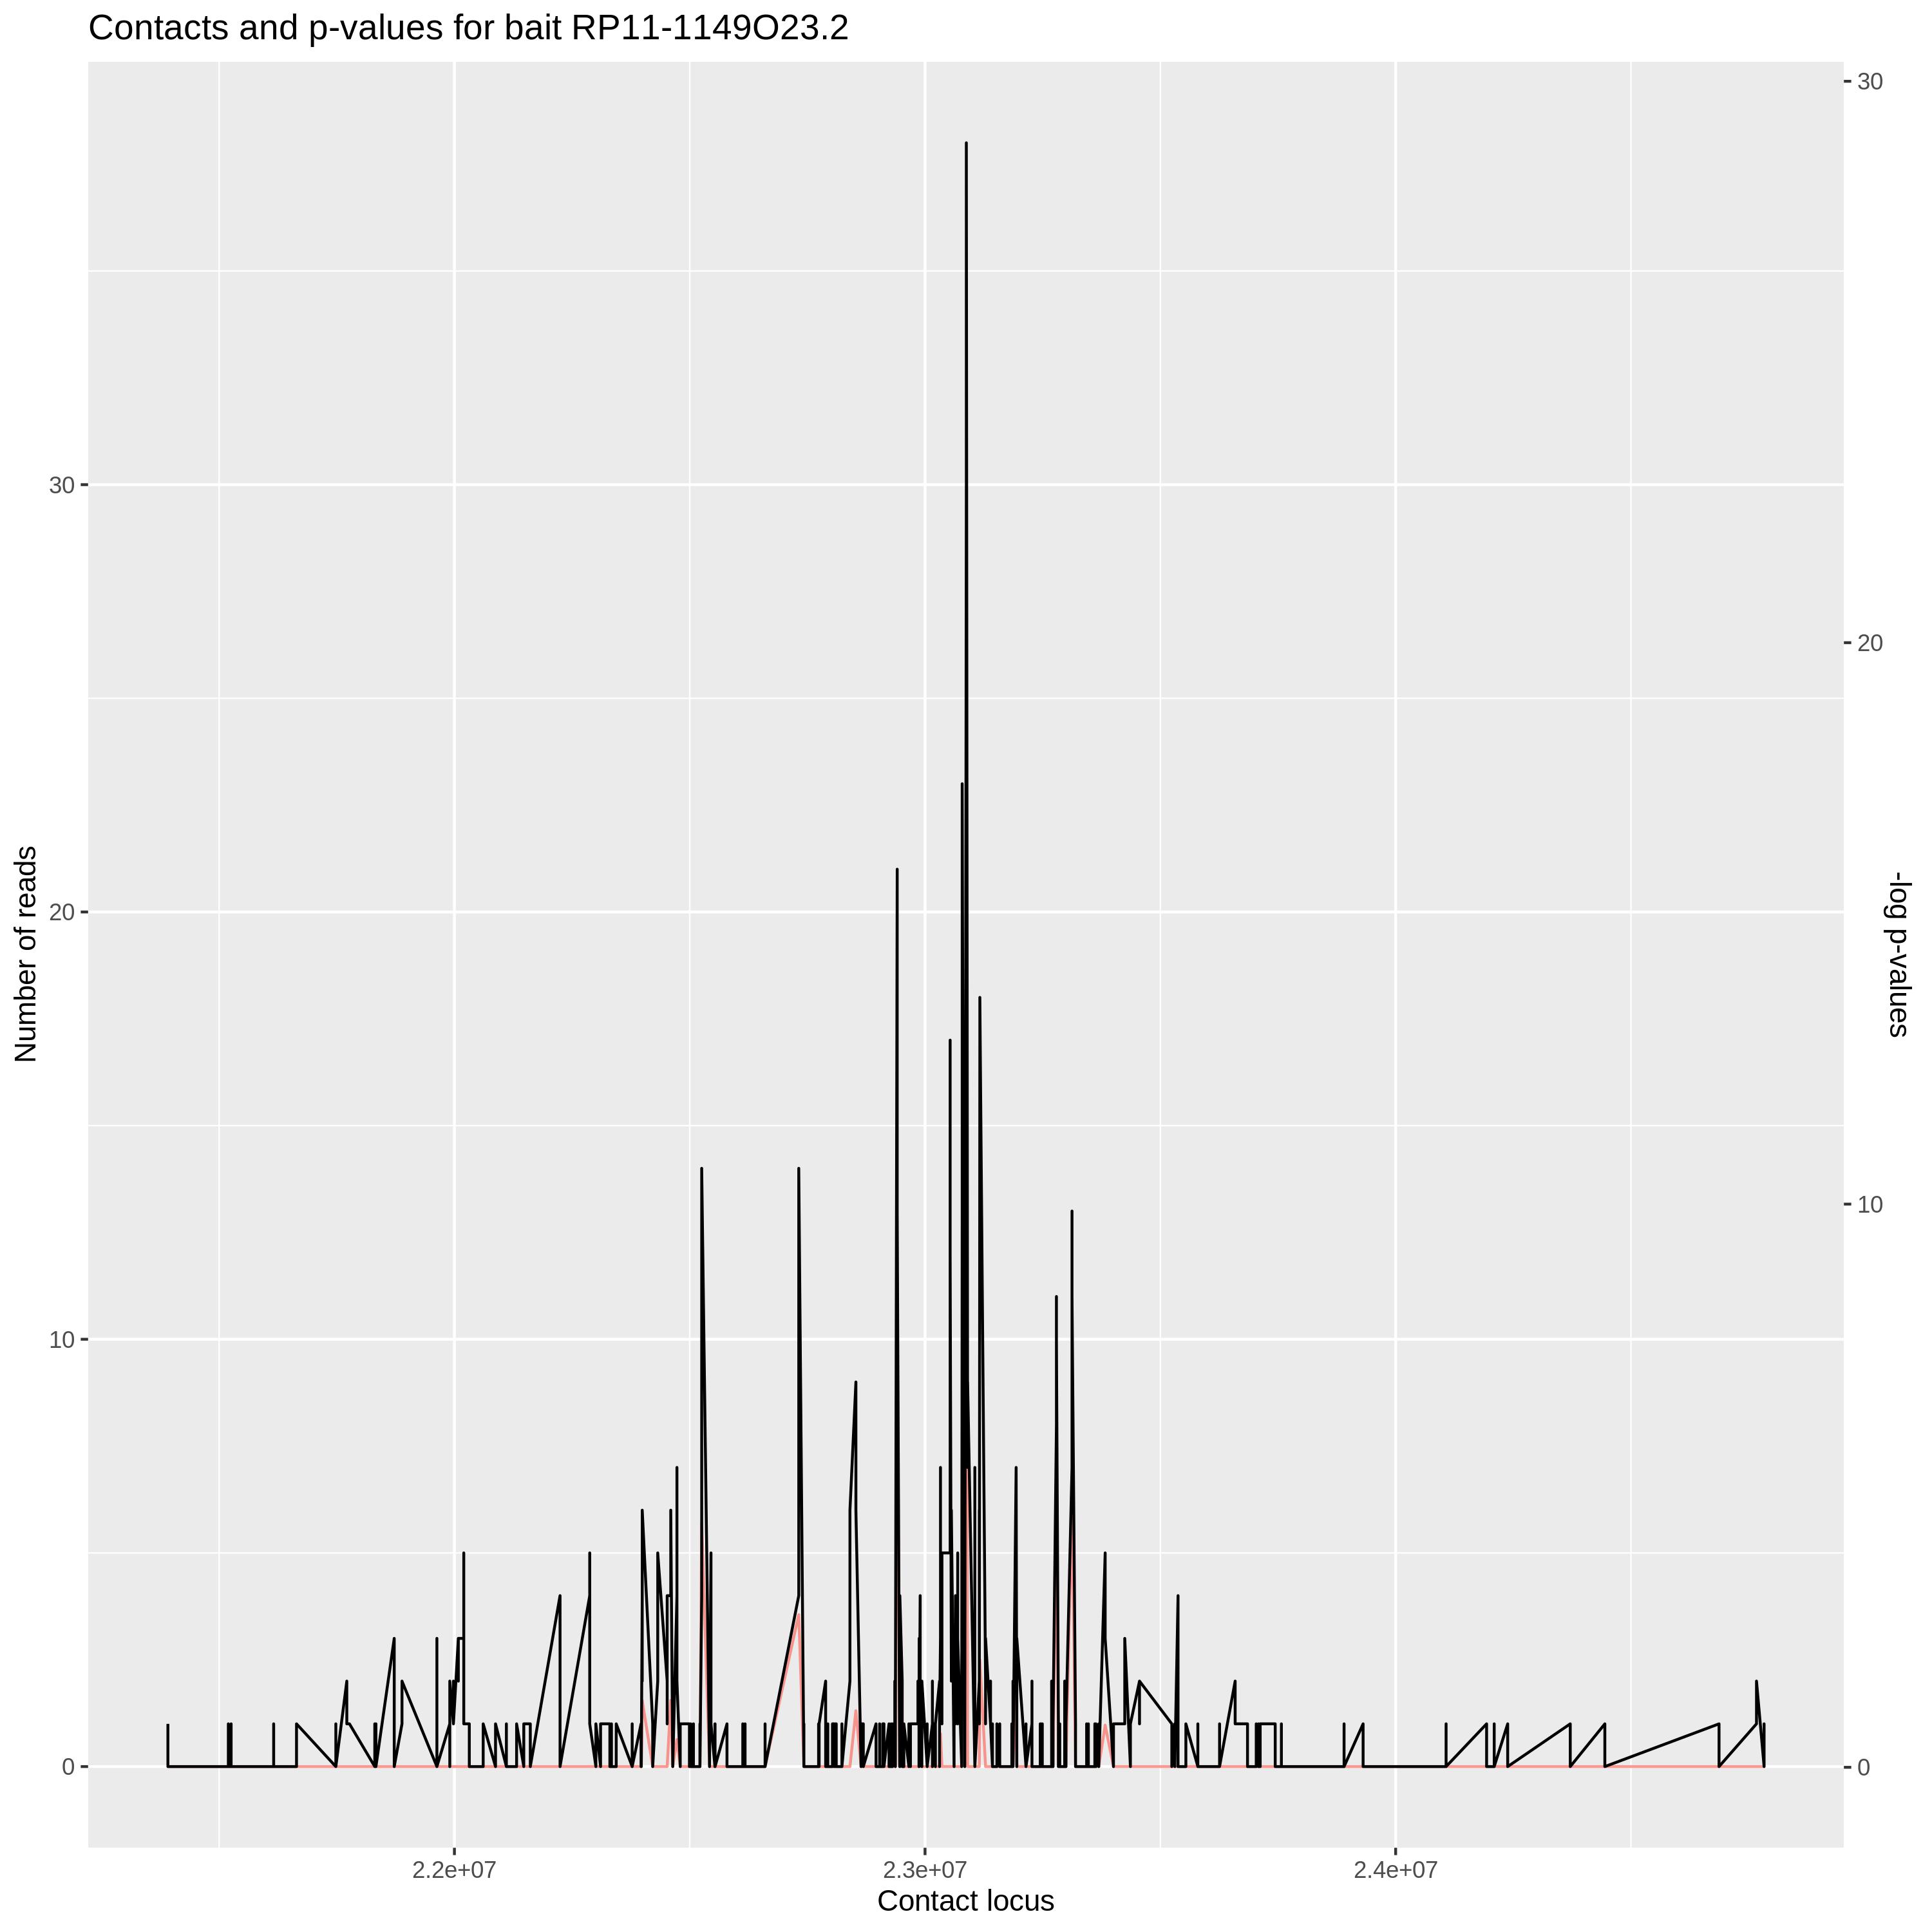 Contacts and p-values for bait RP11-1149O23.2
30
30
20
20
10
10
0
0
Number of reads
-log p-values
2.2e+07
2.3e+07
2.4e+07
Contact locus